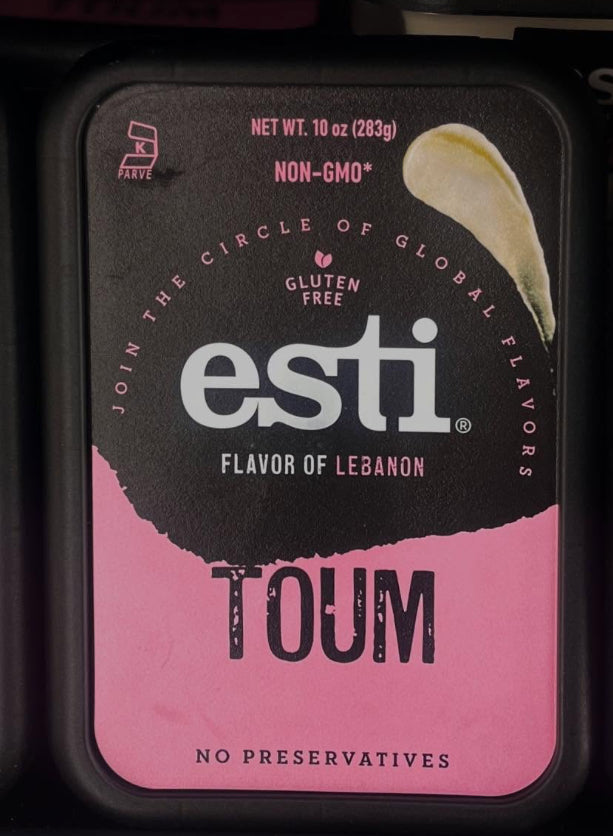 NET WT. 10 oz (283g)
K
PARVE
NON-GMO*
JOIN THE CIRCLE OF GLOBAL FLAVORS
GLUTEN
FREE
esti®
FLAVOR OF LEBANON
TOUM
NO PRESERVATIVES